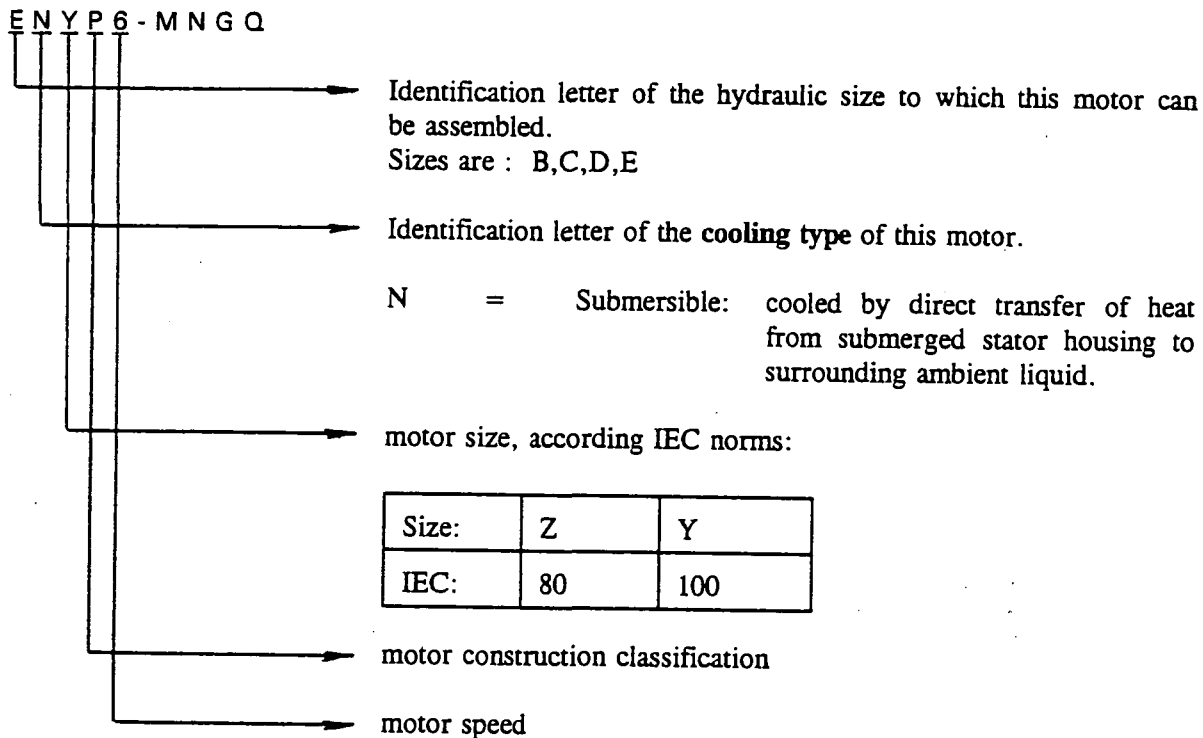 E N Y P 6 - M N G Q
Identification letter of the hydraulic size to which this motor can
be assembled.
Sizes are : B,C,D,E
Identification letter of the cooling type of this motor.
N = Submersible: cooled by direct transfer of heat
from submerged stator housing to
surrounding ambient liquid.
motor size, according IEC norms:
Size: Z Y
IEC: 80 100
motor construction classification
motor speed